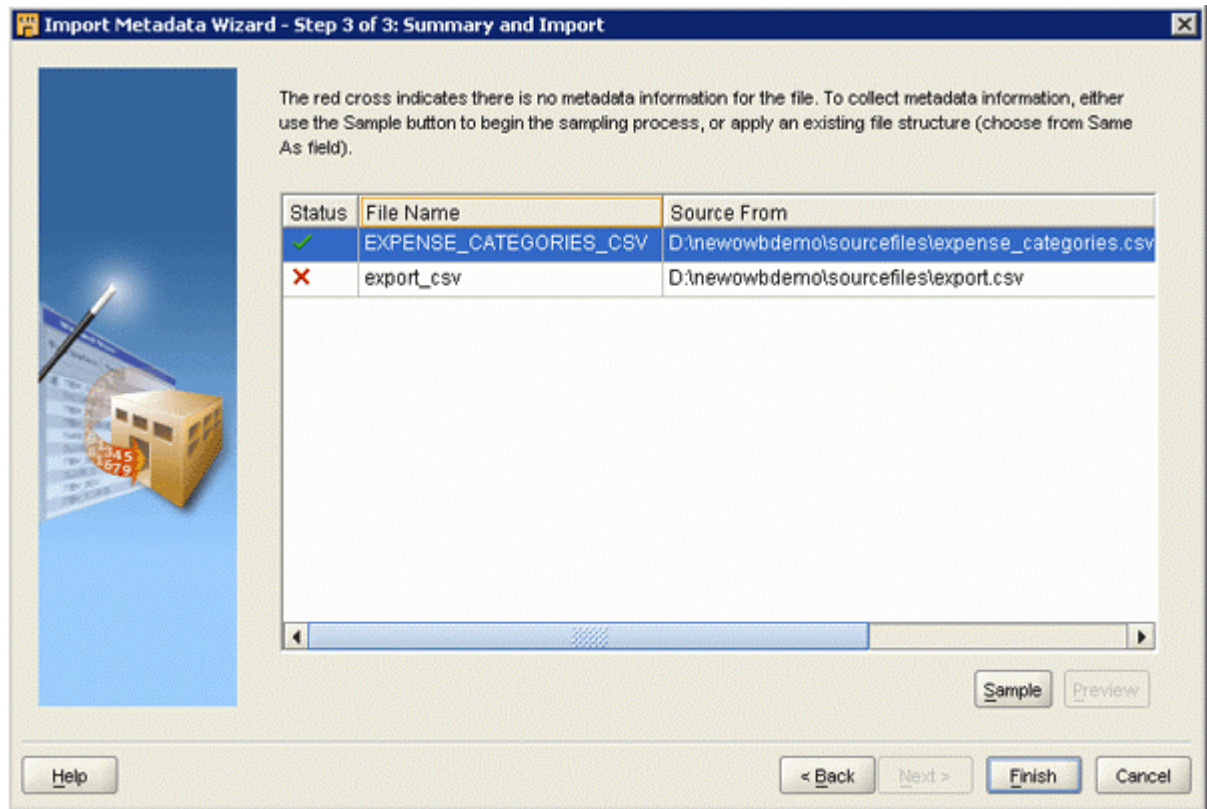 Import Metadata Wizard - Step 3 of 3: Summary and Import
The red cross indicates there is no metadata information for the file. To collect metadata information, either
use the Sample button to begin the sampling process, or apply an existing file structure (choose from Same
As field).
Status File Name Source From
EXPENSE_CATEGORIES_CSV D:\newowbdemo\sourcefiles\expense_categories.csv
export_csv D:\newowbdemo\sourcefiles\export.csv
Sample Preview
Help < Back Next > Finish Cancel